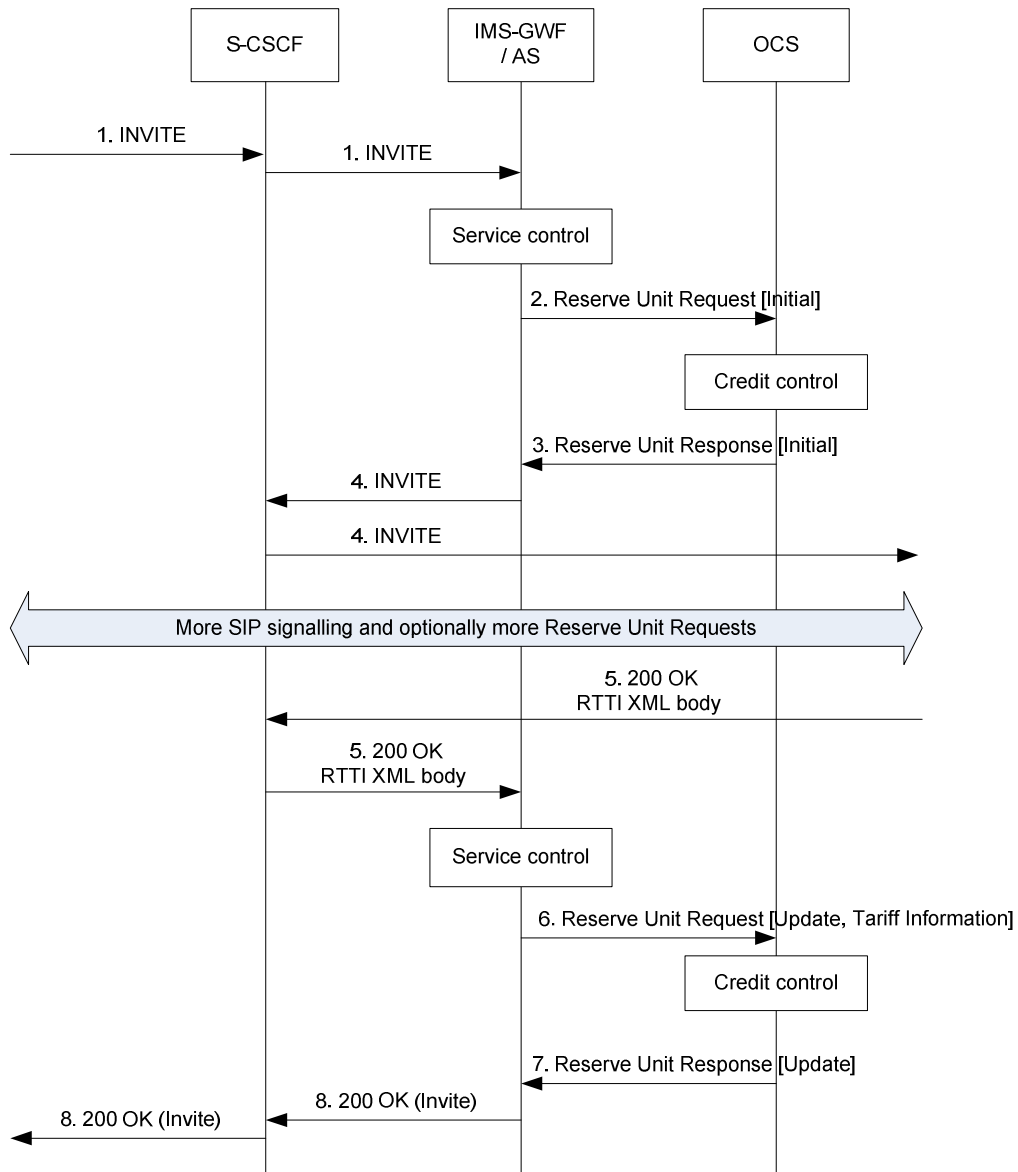 S-CSCF
IMS-GWF
/ AS
OCS
1. INVITE
1. INVITE
Service control
2. Reserve Unit Request [Initial]
Credit control
3. Reserve Unit Response [Initial]
4. INVITE
4. INVITE
More SIP signalling and optionally more Reserve Unit Requests
5. 200 OK
RTTI XML body
5. 200 OK
RTTI XML body
Service control
6. Reserve Unit Request [Update, Tariff Information]
Credit control
7. Reserve Unit Response [Update]
8. 200 OK (Invite)
8. 200 OK (Invite)